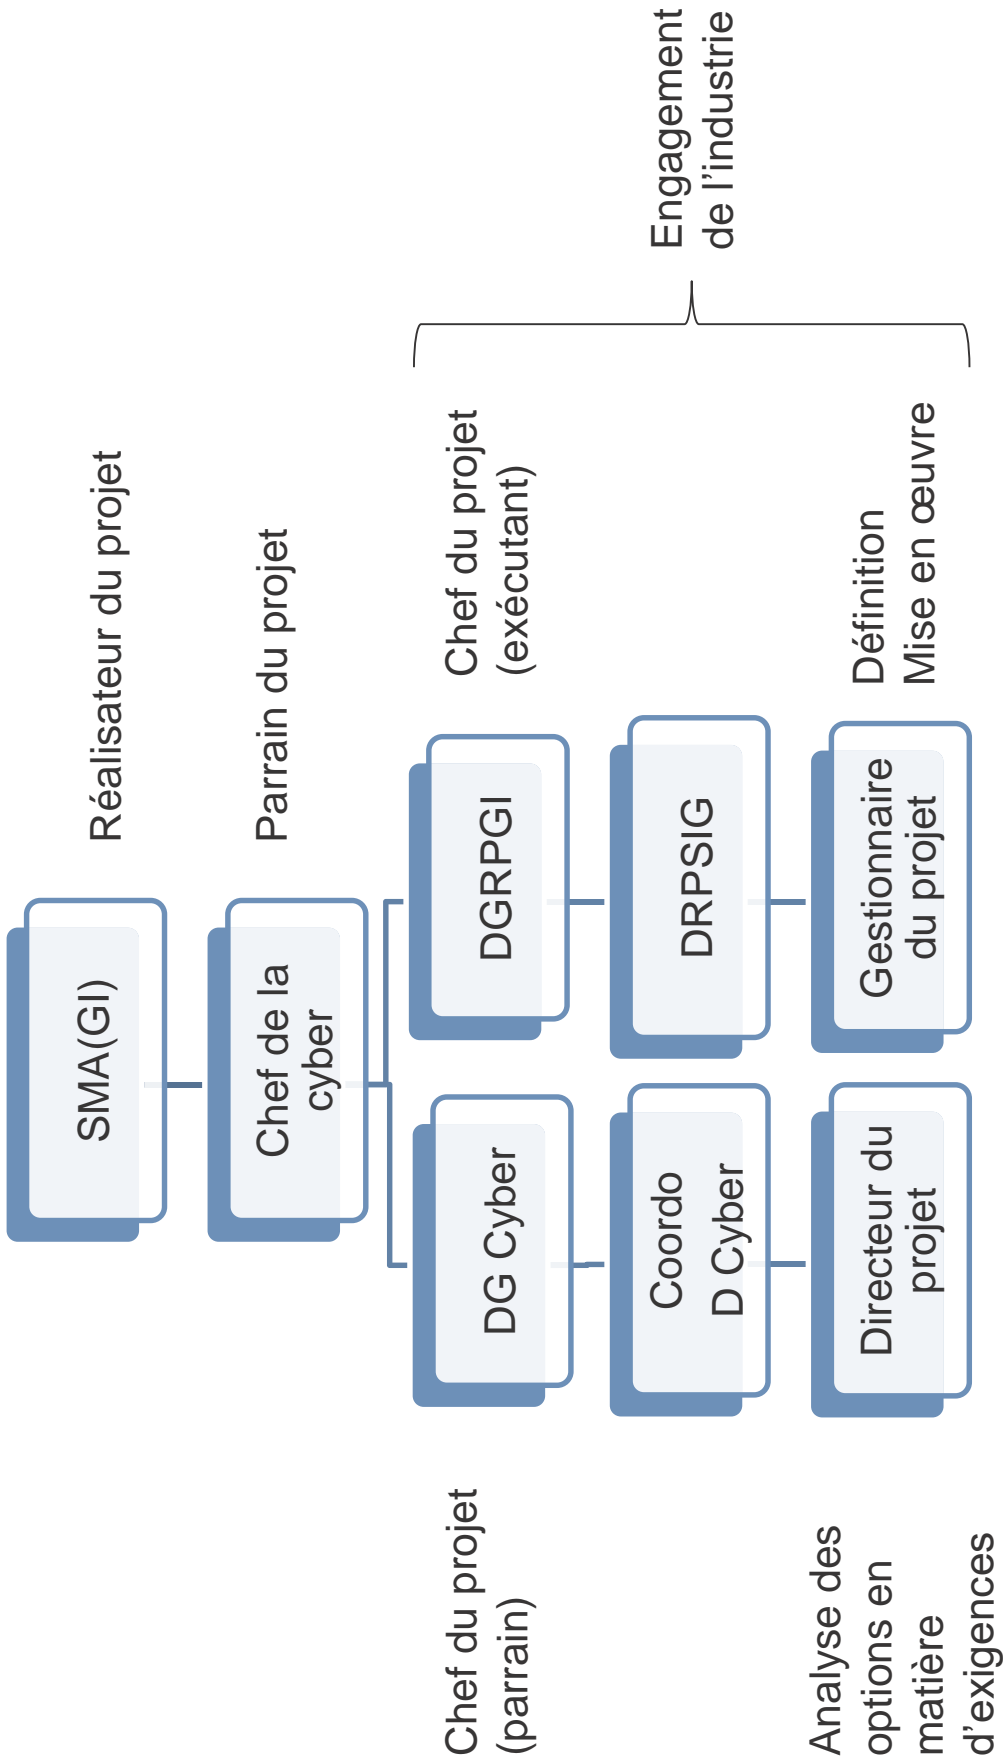 SMA(GI)
Réalisateur du projet
Chef de la
cyber
Parrain du projet
Chef du projet
(parrain)
DG Cyber
DGRPGI
Chef du projet
(exécutant)
Coordo
D Cyber
DRPSIG
Engagement
de l'industrie
Analyse des
options en
matière
d'exigences
Directeur du
projet
Gestionnaire
du projet
Définition
Mise en œuvre